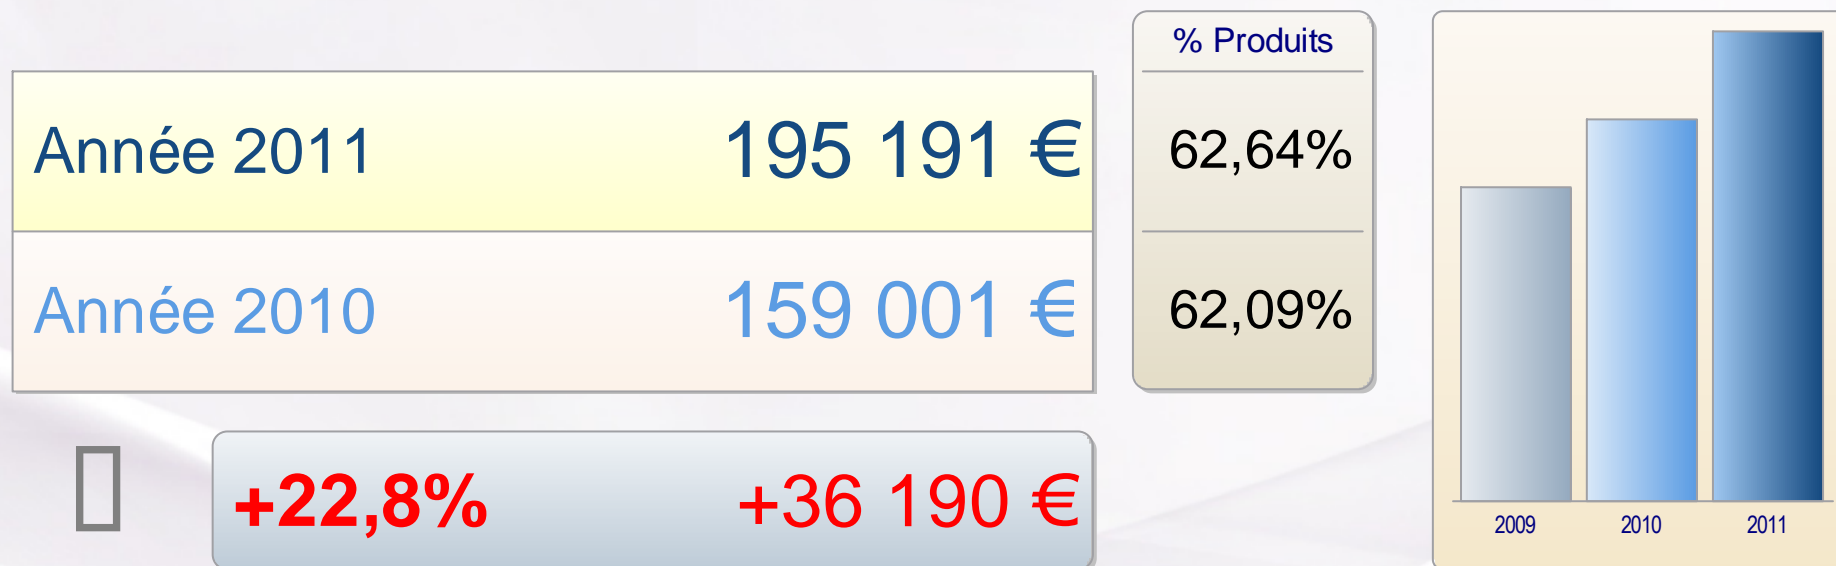 % Produits
Année 2011 195 191 € 62,64%
Année 2010 159 001 € 62,09%
+22,8% +36 190 €
2009 2010 2011